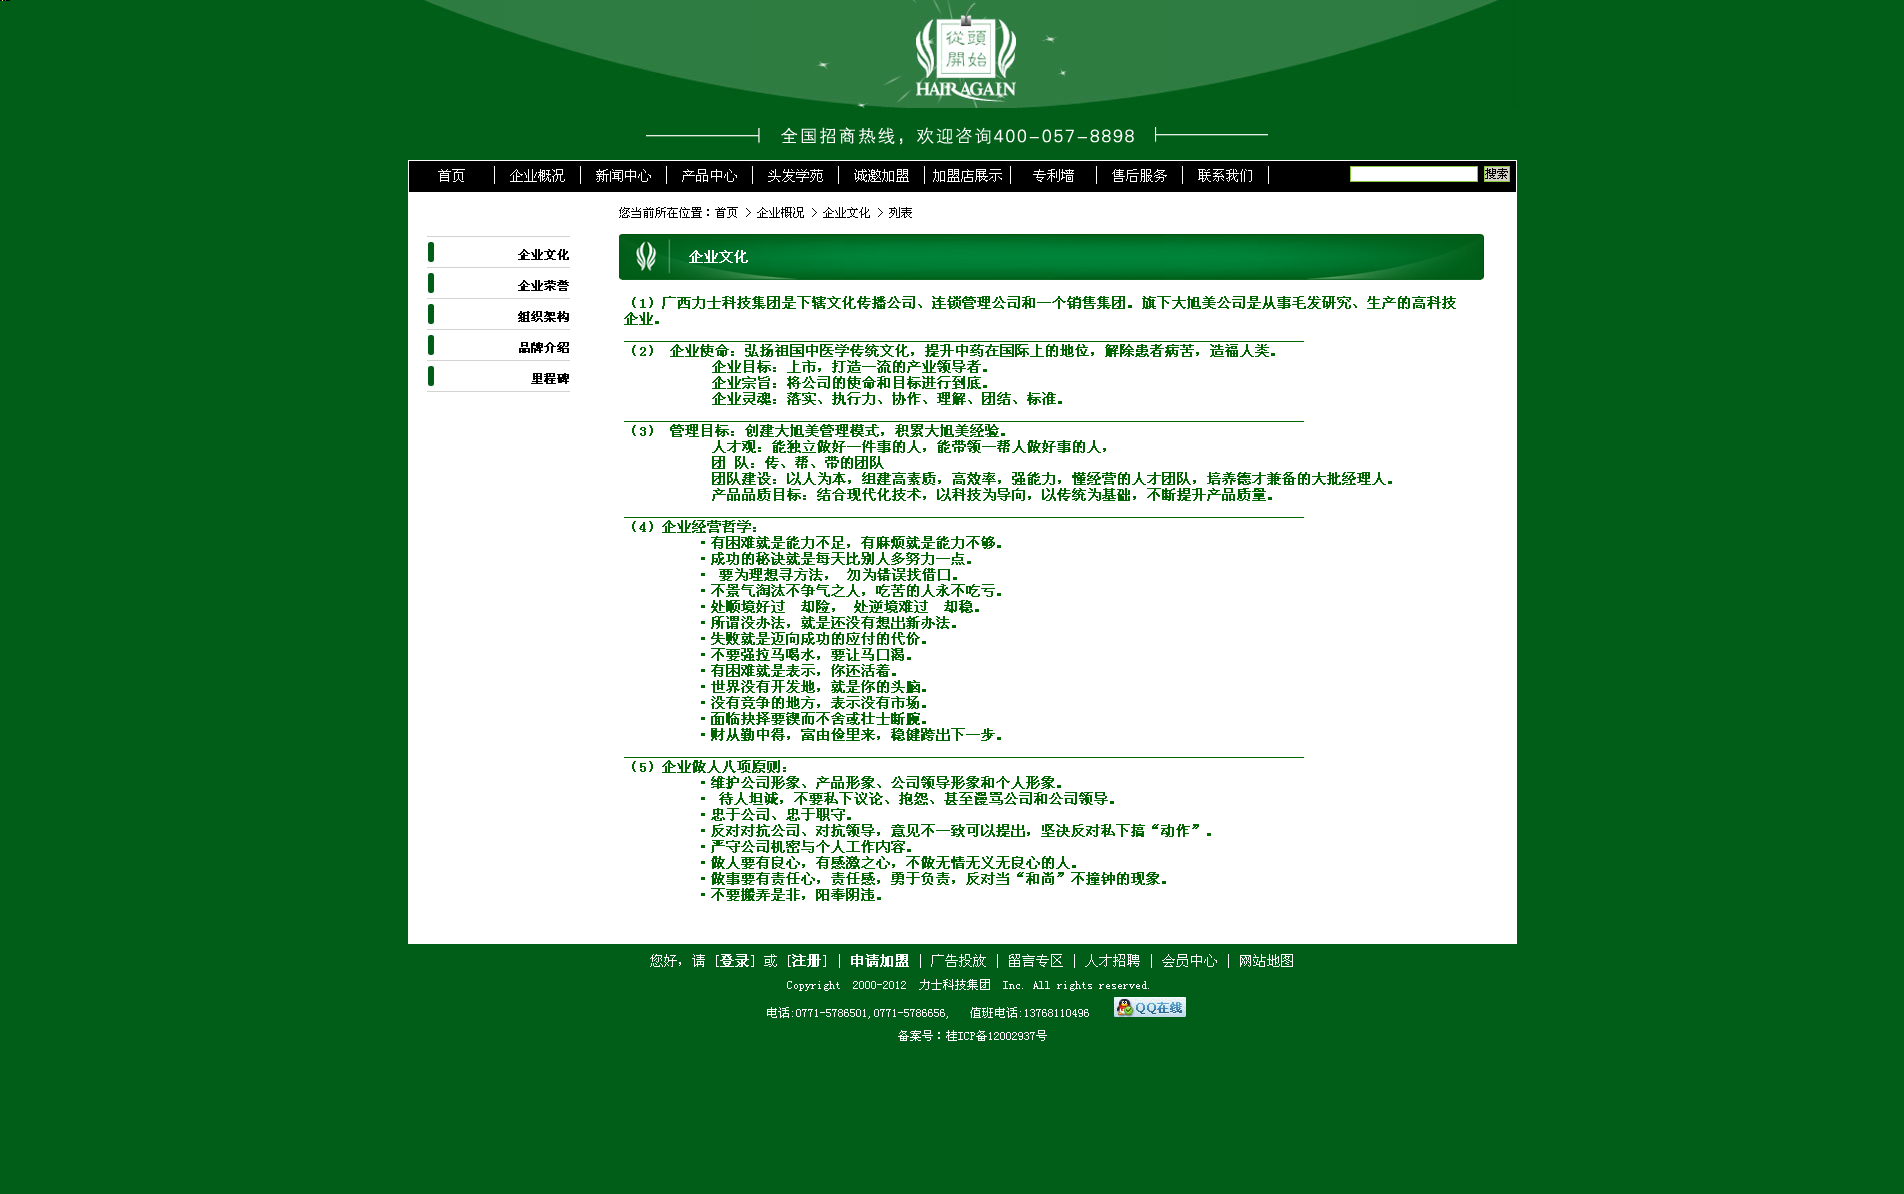 從頭
開始
HAIRAGAIN
全国招商热线，欢迎咨询400-057-8898
首页 企业概况 新闻中心 产品中心 头发学苑 诚邀加盟 加盟店展示 专利墙 售后服务 联系我们 搜索
您当前所在位置：首页 > 企业概况 > 企业文化 > 列表
企业文化
企业荣誉
组织架构
品牌介绍
里程碑
企业文化
（1）广西力士科技集团是下辖文化传播公司、连锁管理公司和一个销售集团。旗下大旭美公司是从事毛发研究、生产的高科技
企业。
（2） 企业使命：弘扬祖国中医学传统文化，提升中药在国际上的地位，解除患者病苦，造福人类。
企业目标：上市，打造一流的产业领导者。
企业宗旨：将公司的使命和目标进行到底。
企业灵魂：落实、执行力、协作、理解、团结、标准。
（3） 管理目标：创建大旭美管理模式，积累大旭美经验。
人才观：能独立做好一件事的人，能带领一帮人做好事的人，
团 队：传、帮、带的团队
团队建设：以人为本，组建高素质，高效率，强能力，懂经营的人才团队，培养德才兼备的大批经理人。
产品品质目标：结合现代化技术，以科技为导向，以传统为基础，不断提升产品质量。
（4）企业经营哲学：
·有困难就是能力不足，有麻烦就是能力不够。
·成功的秘诀就是每天比别人多努力一点。
· 要为理想寻方法， 勿为错误找借口。
·不景气淘汰不争气之人，吃苦的人永不吃亏。
·处顺境好过 却险， 处逆境难过 却稳。
·所谓没办法，就是还没有想出新办法。
·失败就是迈向成功的应付的代价。
·不要强拉马喝水，要让马口渴。
·有困难就是表示，你还活着。
·世界没有开发地，就是你的头脑。
·没有竞争的地方，表示没有市场。
·面临抉择要锲而不舍或壮士断腕。
·财从勤中得，富由俭里来，稳健跨出下一步。
（5）企业做人八项原则：
·维护公司形象、产品形象、公司领导形象和个人形象。
· 待人坦诚，不要私下议论、抱怨、甚至谩骂公司和公司领导。
·忠于公司、忠于职守。
·反对对抗公司、对抗领导，意见不一致可以提出，坚决反对私下搞“动作”。
·严守公司机密与个人工作内容。
·做人要有良心，有感激之心，不做无情无义无良心的人。
·做事要有责任心，责任感，勇于负责，反对当“和尚”不撞钟的现象。
·不要搬弄是非，阳奉阴违。
您好，请 [登录] 或 [注册] | 申请加盟 | 广告投放 | 留言专区 | 人才招聘 | 会员中心 | 网站地图
Copyright 2000-2012 力士科技集团 Inc. All rights reserved.
电话:0771-5786501,0771-5786656, 值班电话:13768110496 QQ在线
备案号：桂ICP备12002937号